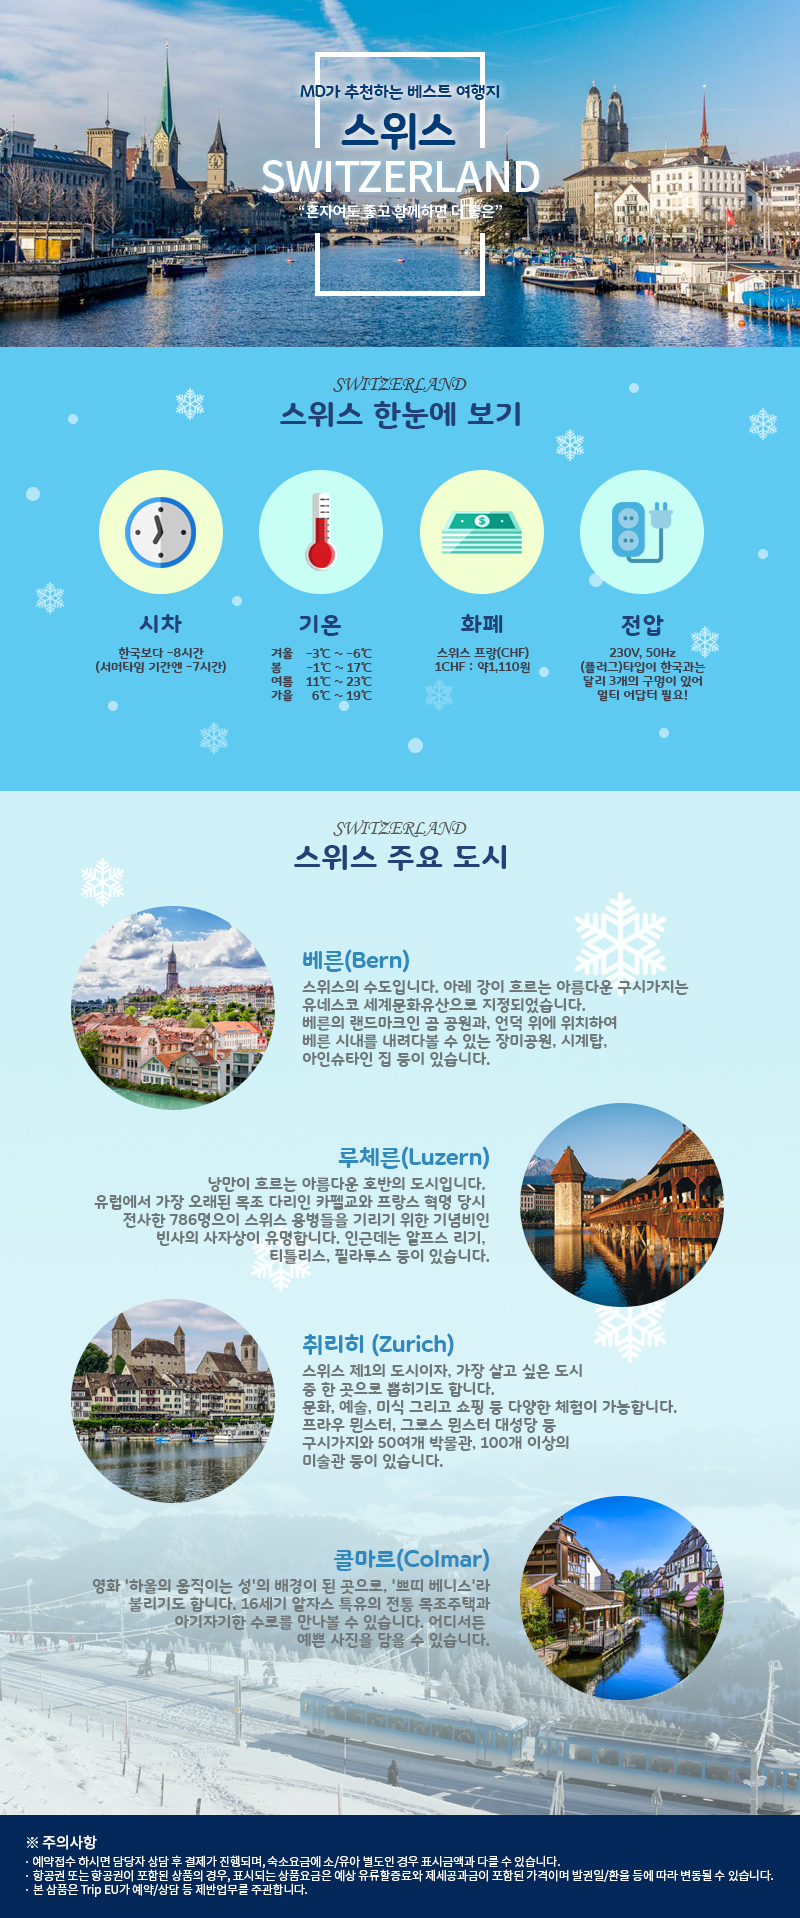 MD가 추천하는 베스트 여행지
스위스
SWITZERLAND
“혼자여도 좋고 함께하면 더 좋은”
SWITZERLAND
스위스 한눈에 보기
시차
한국보다 -8시간
(서머타임 기간엔 -7시간)
기온
겨울 -3℃ ~ -6℃
봄 -1℃ ~ 17℃
여름 11℃ ~ 23℃
가을 6℃ ~ 19℃
화폐
스위스 프랑(CHF)
1CHF : 약1,110원
전압
230V, 50Hz
(플러그)타입이 한국과는
달리 3개의 구멍이 있어
멀티 어답터 필요!
SWITZERLAND
스위스 주요 도시
베른(Bern)
스위스의 수도입니다. 아레 강이 흐르는 아름다운 구시가지는
유네스코 세계문화유산으로 지정되었습니다.
베른의 랜드마크인 곰 공원과, 언덕 위에 위치하여
베른 시내를 내려다볼 수 있는 장미공원, 시계탑,
아인슈타인 집 등이 있습니다.
루체른(Luzern)
낭만이 흐르는 아름다운 호반의 도시입니다.
유럽에서 가장 오래된 목조 다리인 카펠교와 프랑스 혁명 당시
전사한 786명으이 스위스 용병들을 기리기 위한 기념비인
빈사의 사자상이 유명합니다. 인근데는 알프스 리기,
티틀리스, 필라투스 등이 있습니다.
취리히 (Zurich)
스위스 제1의 도시이자, 가장 살고 싶은 도시
중 한 곳으로 뽑히기도 합니다.
문화, 예술, 미식 그리고 쇼핑 등 다양한 체험이 가능합니다.
프라우 뮌스터, 그로스 뮌스터 대성당 등
구시가지와 50여개 박물관, 100개 이상의
미술관 등이 있습니다.
콜마르(Colmar)
영화 '하울의 움직이는 성'의 배경이 된 곳으로, '쁘띠 베니스'라
불리기도 합니다. 16세기 알자스 특유의 전통 목조주택과
아기자기한 수로를 만나볼 수 있습니다. 어디서든
예쁜 사진을 담을 수 있습니다.
※ 주의사항
· 예약접수 하시면 담당자 상담 후 결제가 진행되며, 숙소요금에 소/유아 별도인 경우 표시금액과 다를 수 있습니다.
· 항공권 또는 항공권이 포함된 상품의 경우, 표시되는 상품요금은 예상 유류할증료와 제세공과금이 포함된 가격이며 발권일/환율 등에 따라 변동될 수 있습니다.
· 본 상품은 Trip EU가 예약/상담 등 제반업무를 주관합니다.